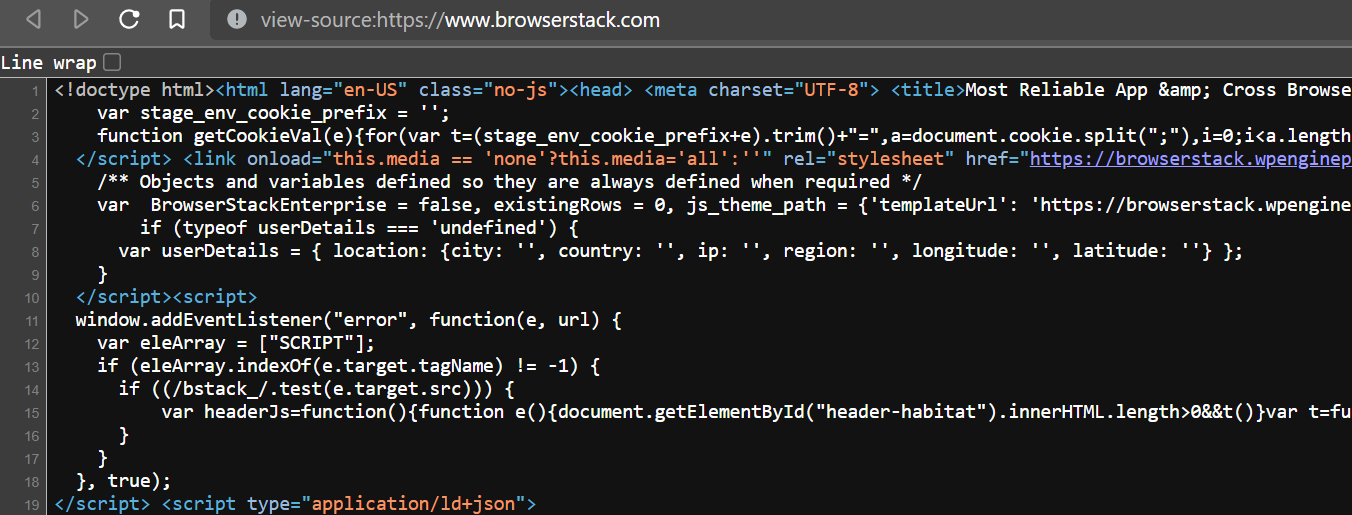 view-source:https://www.browserstack.com
Line wrap
1 <!doctype html><html lang="en-US" class="no-js"><head> <meta charset="UTF-8"> <title>Most Reliable App &amp; Cross Browse
2 var stage_env_cookie_prefix = '';
3 function getCookieVal(e){for(var t=(stage_env_cookie_prefix+e).trim()+"=",a=document.cookie.split(";"),i=0;i<a.length
4 </script> <link onload="this.media == 'none'?this.media='all':''" rel="stylesheet" href="https://browserstack.wpenginep
5 /** Objects and variables defined so they are always defined when required */
6 var  BrowserStackEnterprise = false, existingRows = 0, js_theme_path = {'templateUrl': 'https://browserstack.wpengine
7 if (typeof userDetails === 'undefined') {
8 var userDetails = { location: {city: '', country: '', ip: '', region: '', longitude: '', latitude: ''} };
9 }
10 </script><script>
11 window.addEventListener("error", function(e, url) {
12 var eleArray = ["SCRIPT"];
13 if (eleArray.indexOf(e.target.tagName) != -1) {
14 if ((/bstack_/.test(e.target.src))) {
15 var headerJs=function(){function e(){document.getElementById("header-habitat").innerHTML.length>0&&t()}var t=fu
16 }
17 }
18 }, true);
19 </script> <script type="application/ld+json">